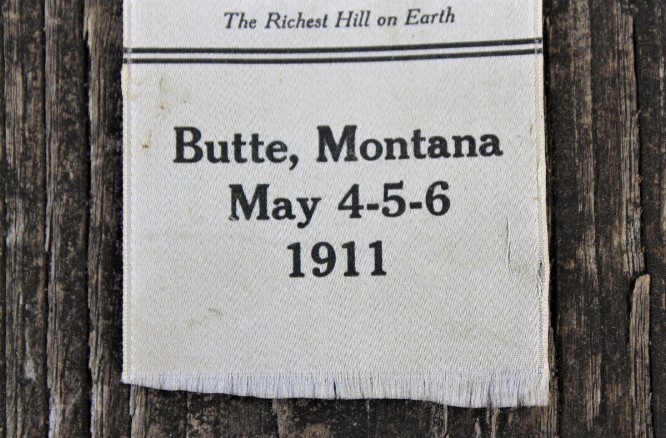 The Richest Hill on Earth
Butte, Montana
May 4-5-6
1911